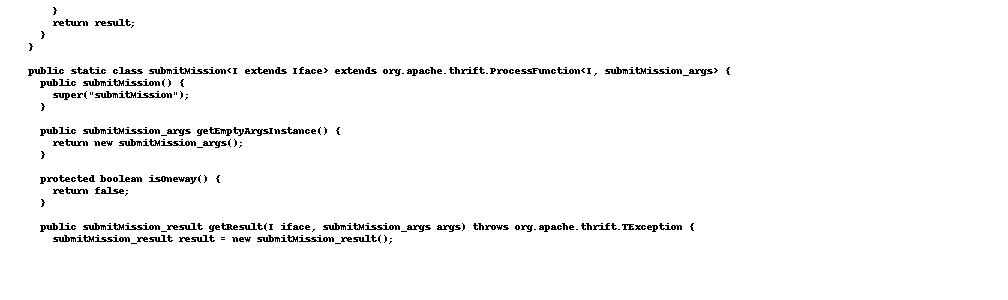 }
      return result;
    }
  }

  public static class submitMission<I extends Iface> extends org.apache.thrift.ProcessFunction<I, submitMission_args> {
    public submitMission() {
      super("submitMission");
    }

    public submitMission_args getEmptyArgsInstance() {
      return new submitMission_args();
    }

    protected boolean isOneway() {
      return false;
    }

    public submitMission_result getResult(I iface, submitMission_args args) throws org.apache.thrift.TException {
      submitMission_result result = new submitMission_result();